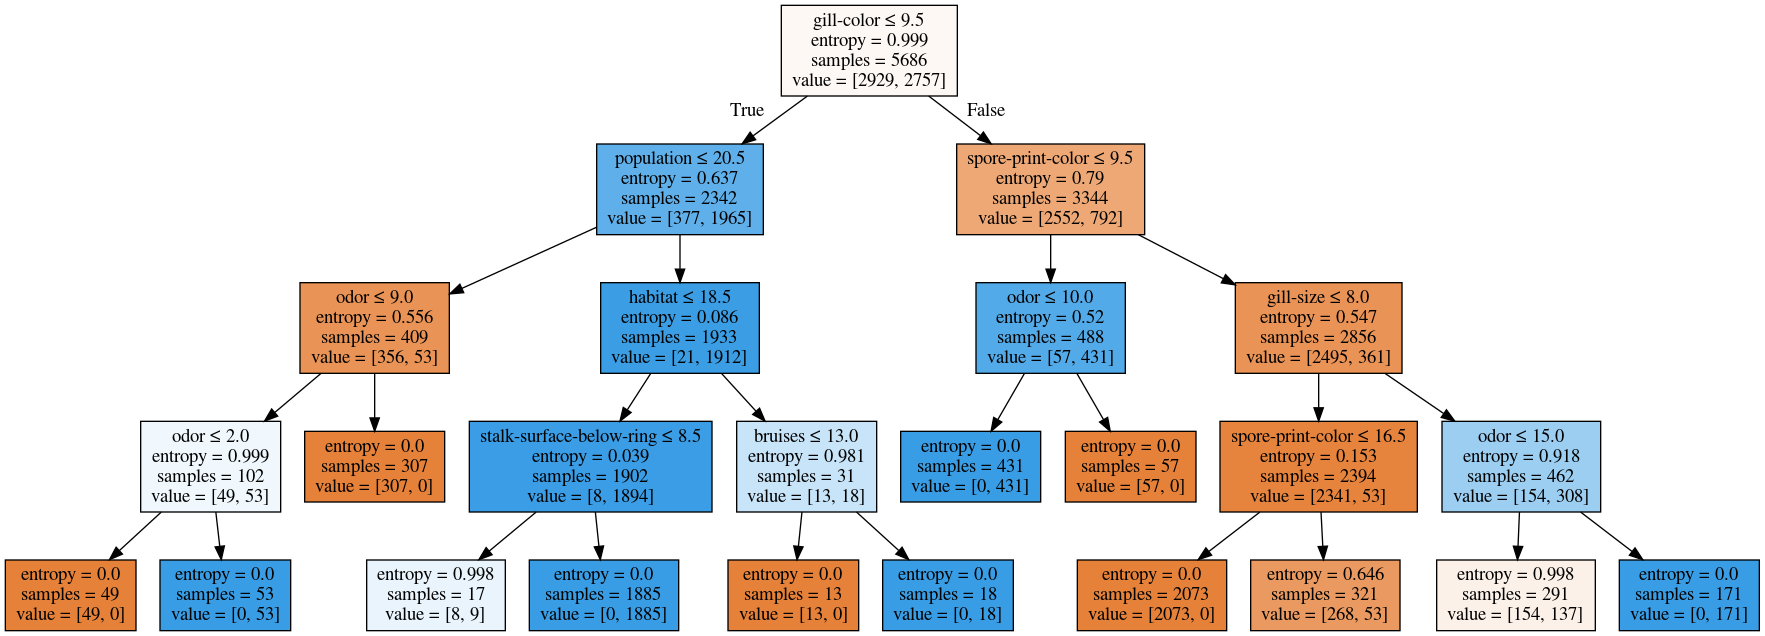 gill-color ≤ 9.5
entropy = 0.999
samples = 5686
value = [2929, 2757]
True
False
population ≤ 20.5
entropy = 0.637
samples = 2342
value = [377, 1965]
spore-print-color ≤ 9.5
entropy = 0.79
samples = 3344
value = [2552, 792]
odor ≤ 9.0
entropy = 0.556
samples = 409
value = [356, 53]
habitat ≤ 18.5
entropy = 0.086
samples = 1933
value = [21, 1912]
odor ≤ 10.0
entropy = 0.52
samples = 488
value = [57, 431]
gill-size ≤ 8.0
entropy = 0.547
samples = 2856
value = [2495, 361]
odor ≤ 2.0
entropy = 0.999
samples = 102
value = [49, 53]
entropy = 0.0
samples = 307
value = [307, 0]
stalk-surface-below-ring ≤ 8.5
entropy = 0.039
samples = 1902
value = [8, 1894]
bruises ≤ 13.0
entropy = 0.981
samples = 31
value = [13, 18]
entropy = 0.0
samples = 431
value = [0, 431]
entropy = 0.0
samples = 57
value = [57, 0]
spore-print-color ≤ 16.5
entropy = 0.153
samples = 2394
value = [2341, 53]
odor ≤ 15.0
entropy = 0.918
samples = 462
value = [154, 308]
entropy = 0.0
samples = 49
value = [49, 0]
entropy = 0.0
samples = 53
value = [0, 53]
entropy = 0.998
samples = 17
value = [8, 9]
entropy = 0.0
samples = 1885
value = [0, 1885]
entropy = 0.0
samples = 13
value = [13, 0]
entropy = 0.0
samples = 18
value = [0, 18]
entropy = 0.0
samples = 2073
value = [2073, 0]
entropy = 0.646
samples = 321
value = [268, 53]
entropy = 0.998
samples = 291
value = [154, 137]
entropy = 0.0
samples = 171
value = [0, 171]